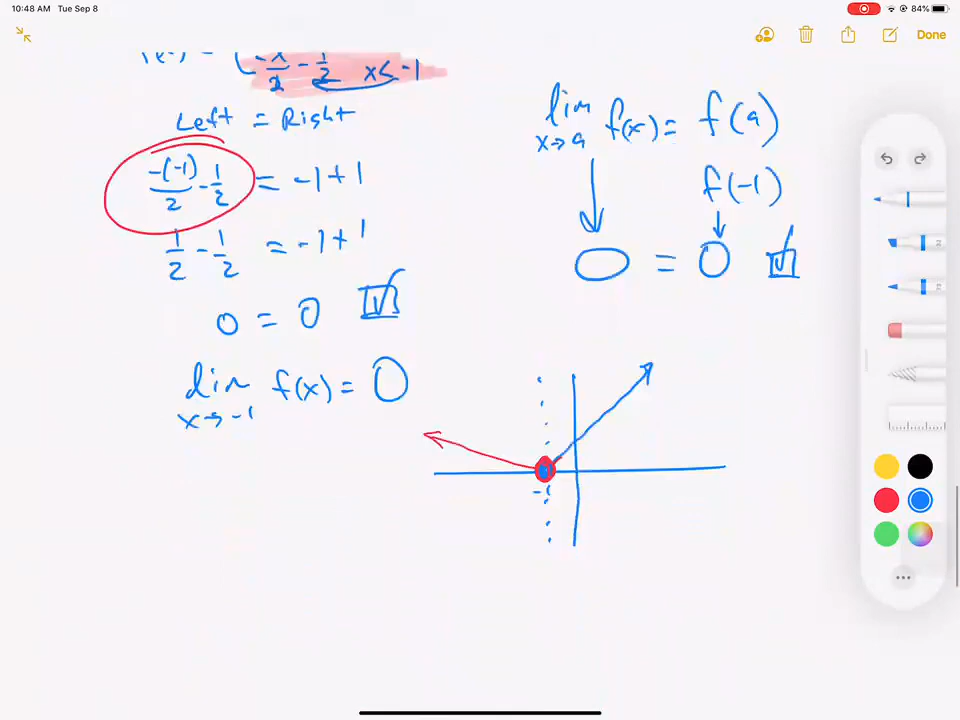 10:48 AM Tue Sep 8
84%
Done
-x/2 - 1/2 x<-1
Left = Right
-(-1)/2 - 1/2 = -1+1
1/2 - 1/2 = -1+1
0 = 0
lim x→-1 f(x) = 0
lim x→a f(x) = f(a)
f(-1)
0 = 0
-1